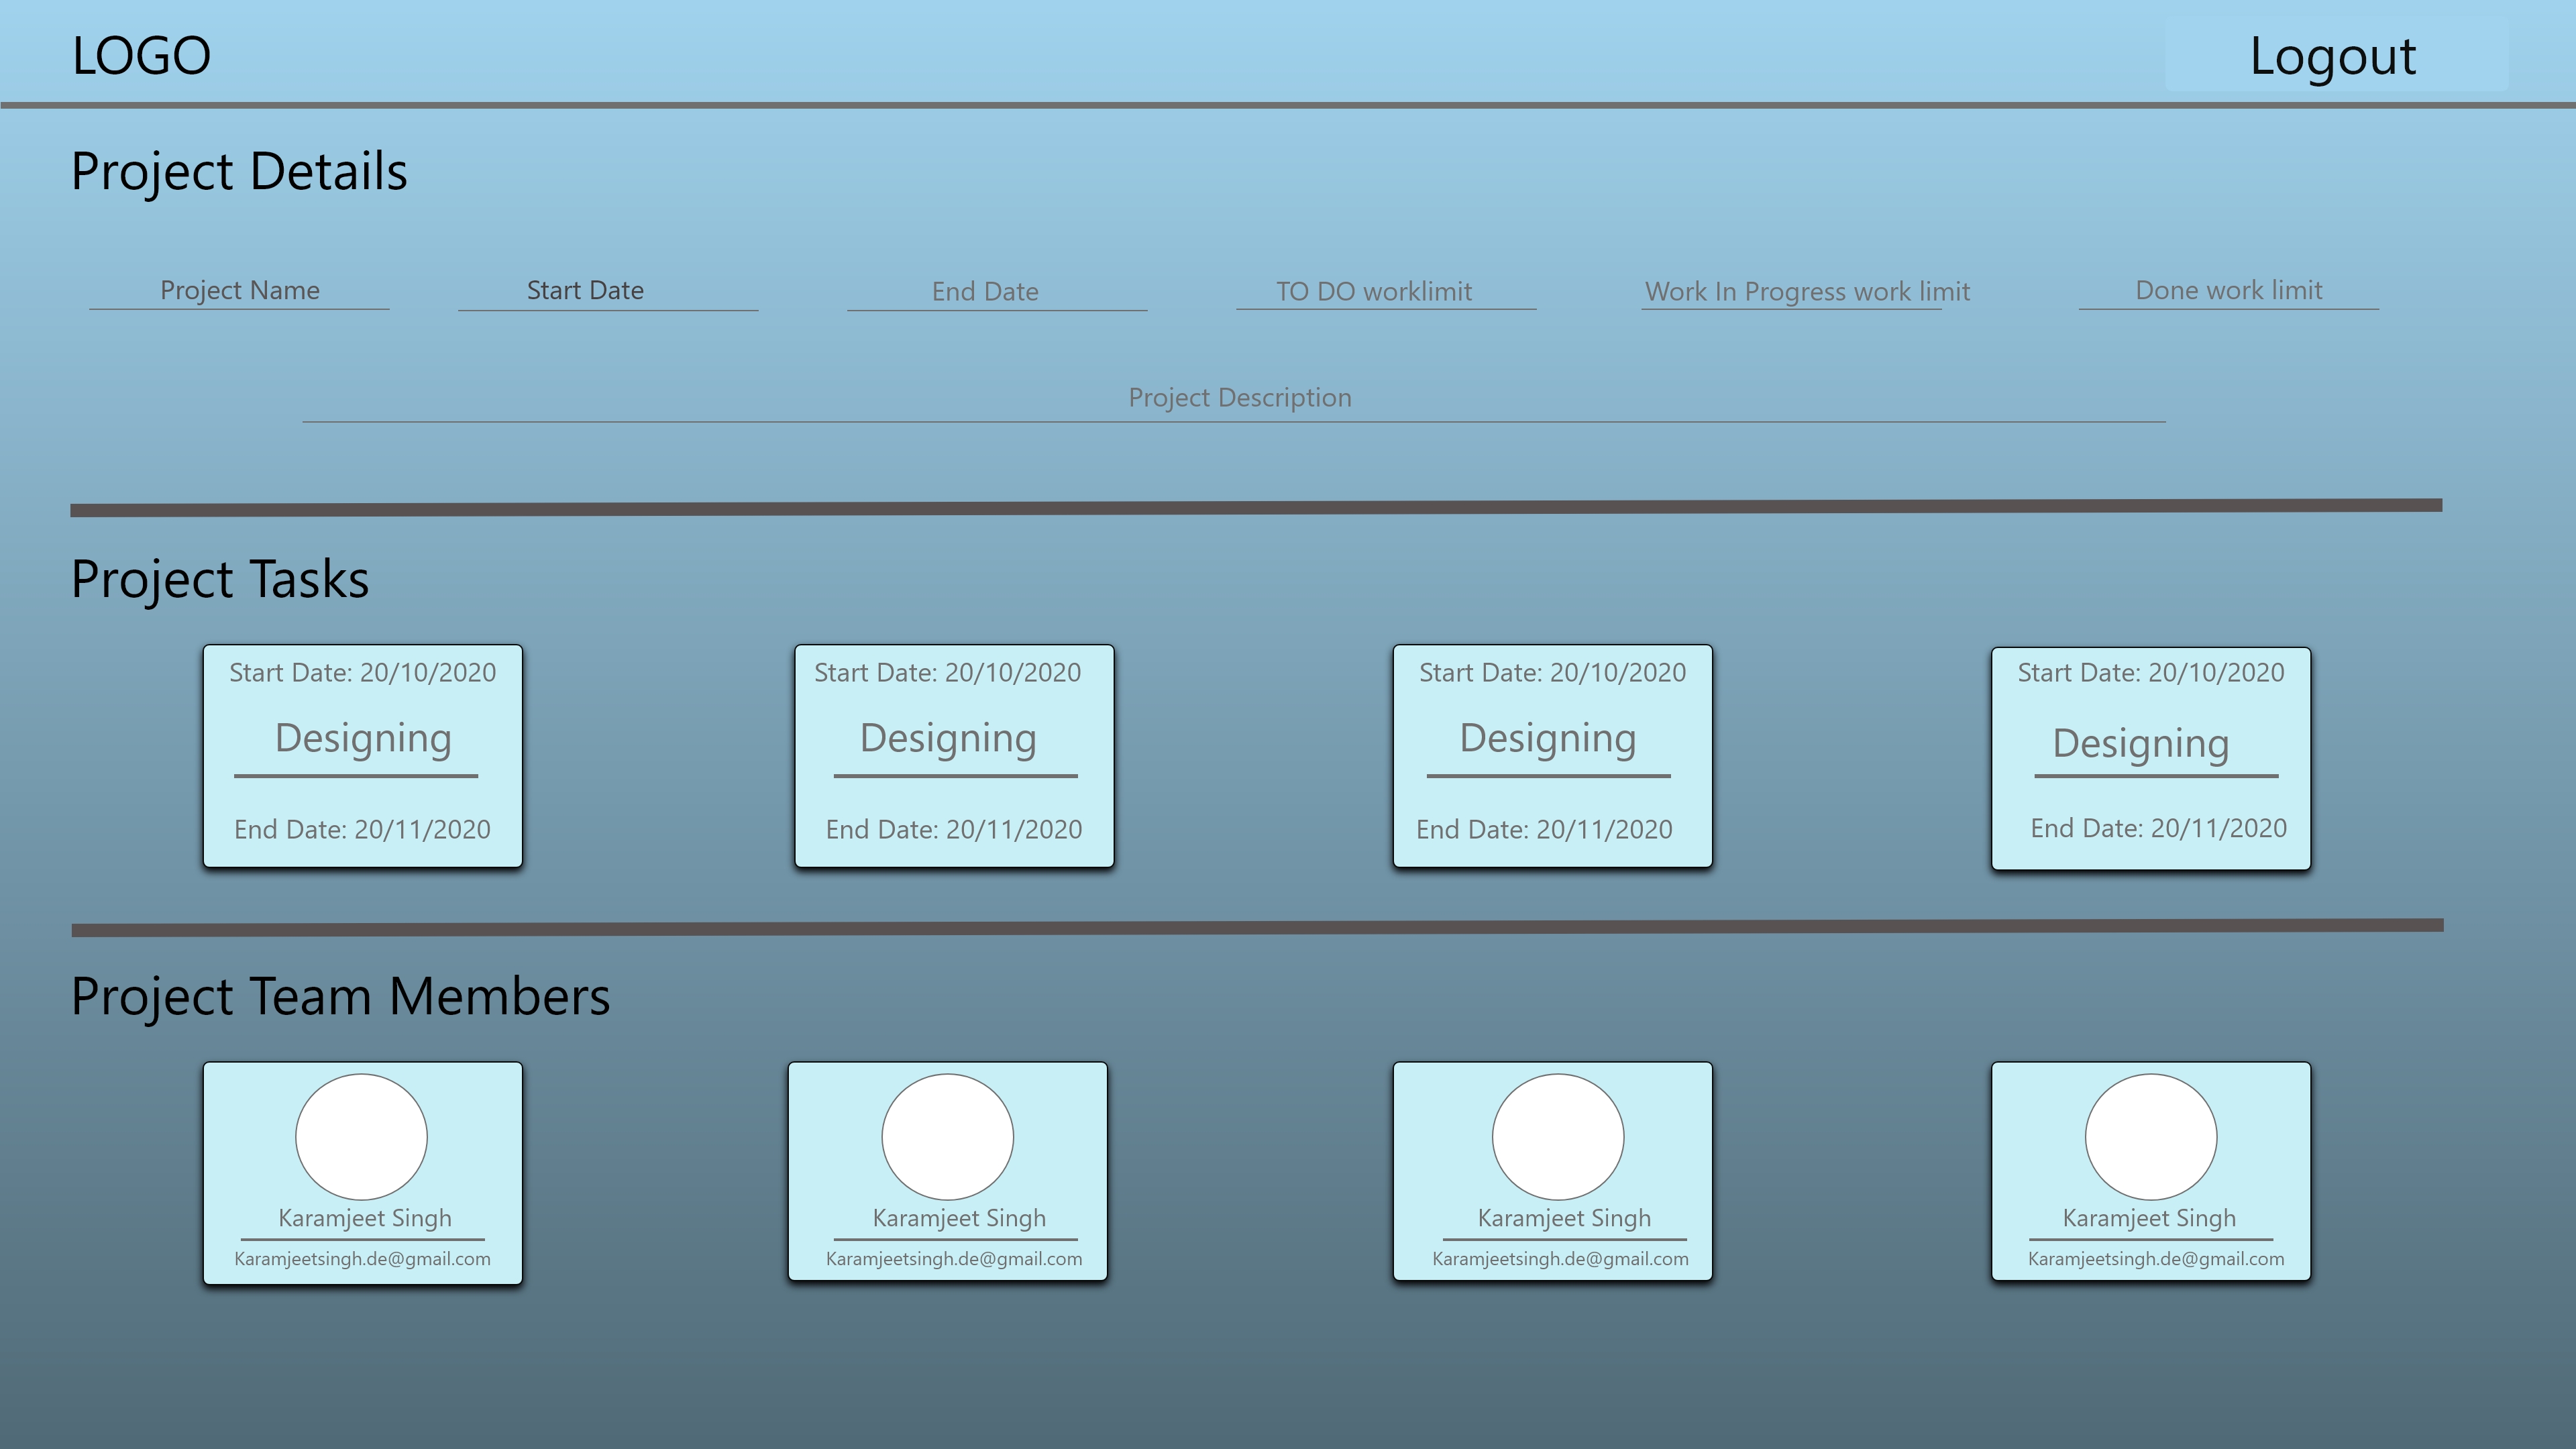 LOGO
Logout
Project Details
Project Name
Start Date
End Date
TO DO worklimit
Work In Progress work limit
Done work limit
Project Description
Project Tasks
Start Date: 20/10/2020
Designing
End Date: 20/11/2020
Start Date: 20/10/2020
Designing
End Date: 20/11/2020
Start Date: 20/10/2020
Designing
End Date: 20/11/2020
Start Date: 20/10/2020
Designing
End Date: 20/11/2020
Project Team Members
Karamjeet Singh
Karamjeetsingh.de@gmail.com
Karamjeet Singh
Karamjeetsingh.de@gmail.com
Karamjeet Singh
Karamjeetsingh.de@gmail.com
Karamjeet Singh
Karamjeetsingh.de@gmail.com